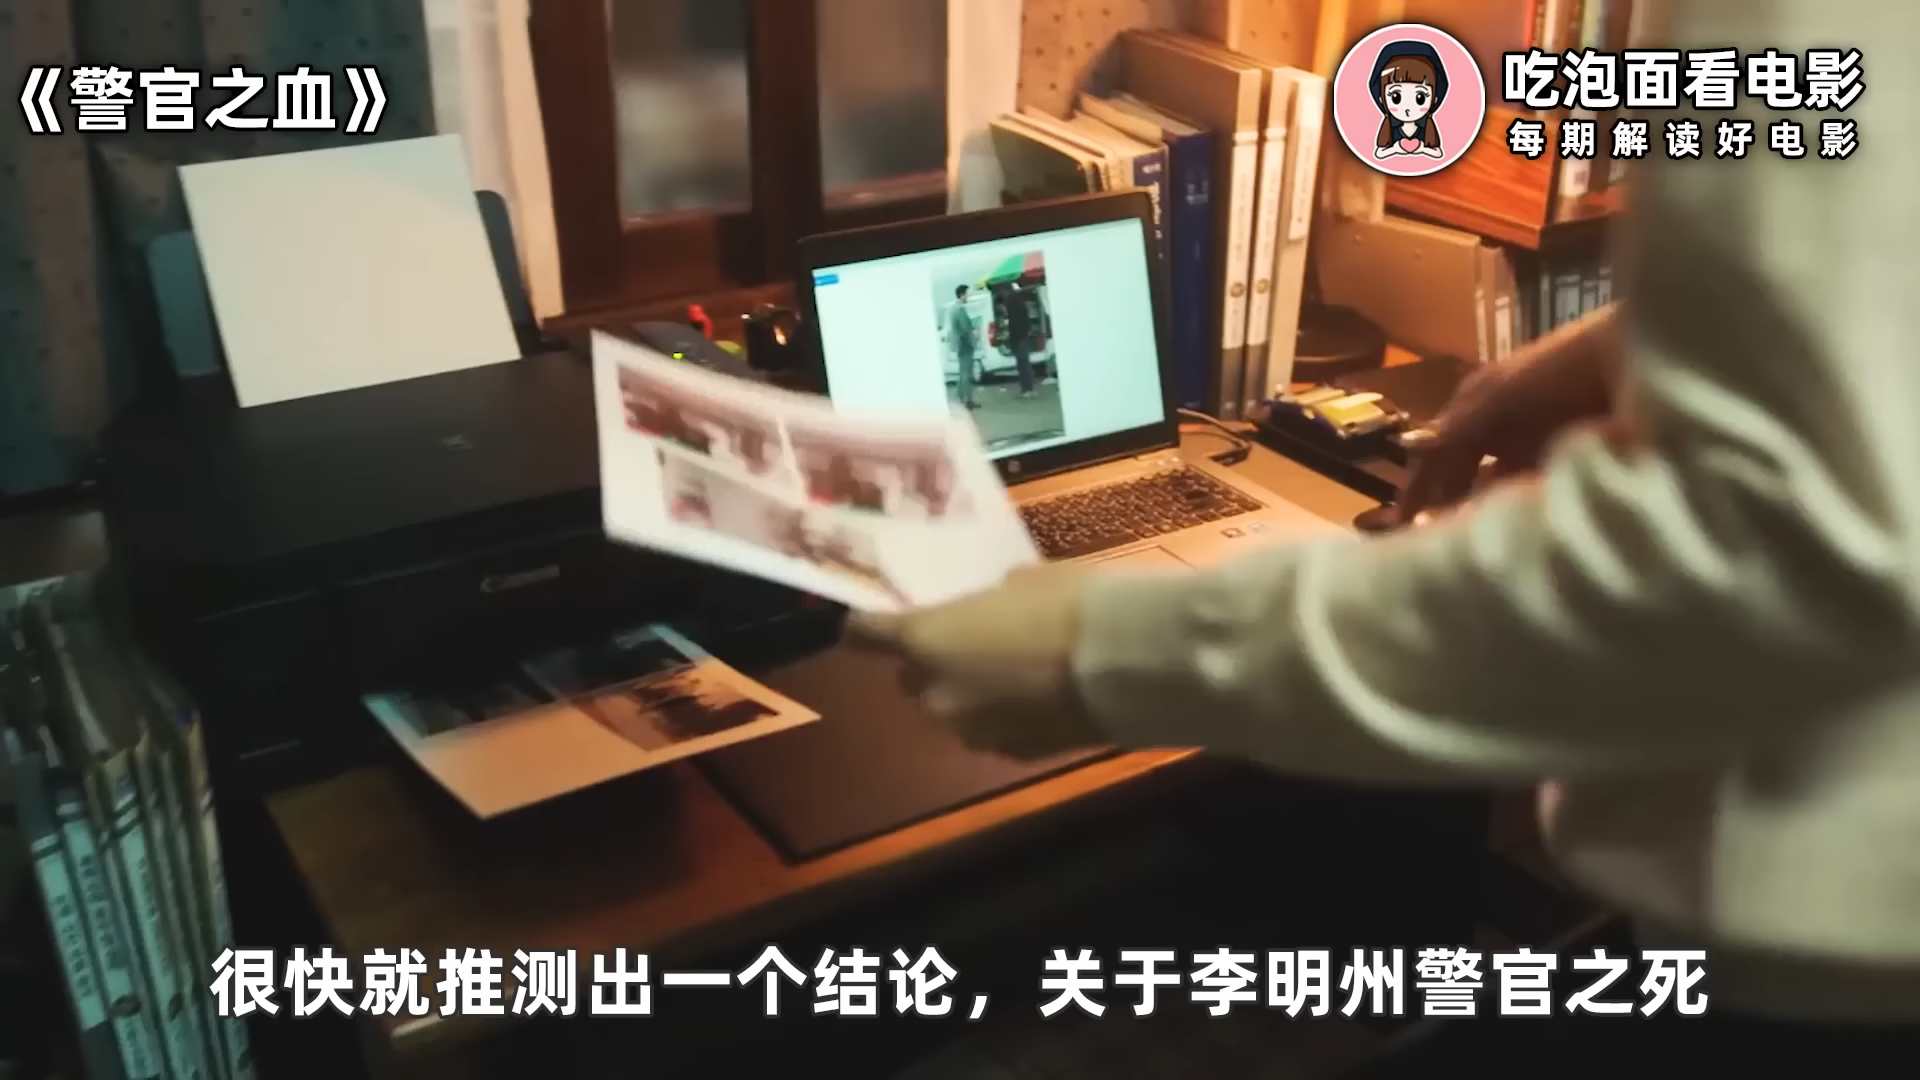 《警官之血》
吃泡面看电影
每期解读好电影
Canon
很快就推测出一个结论，关于李明州警官之死